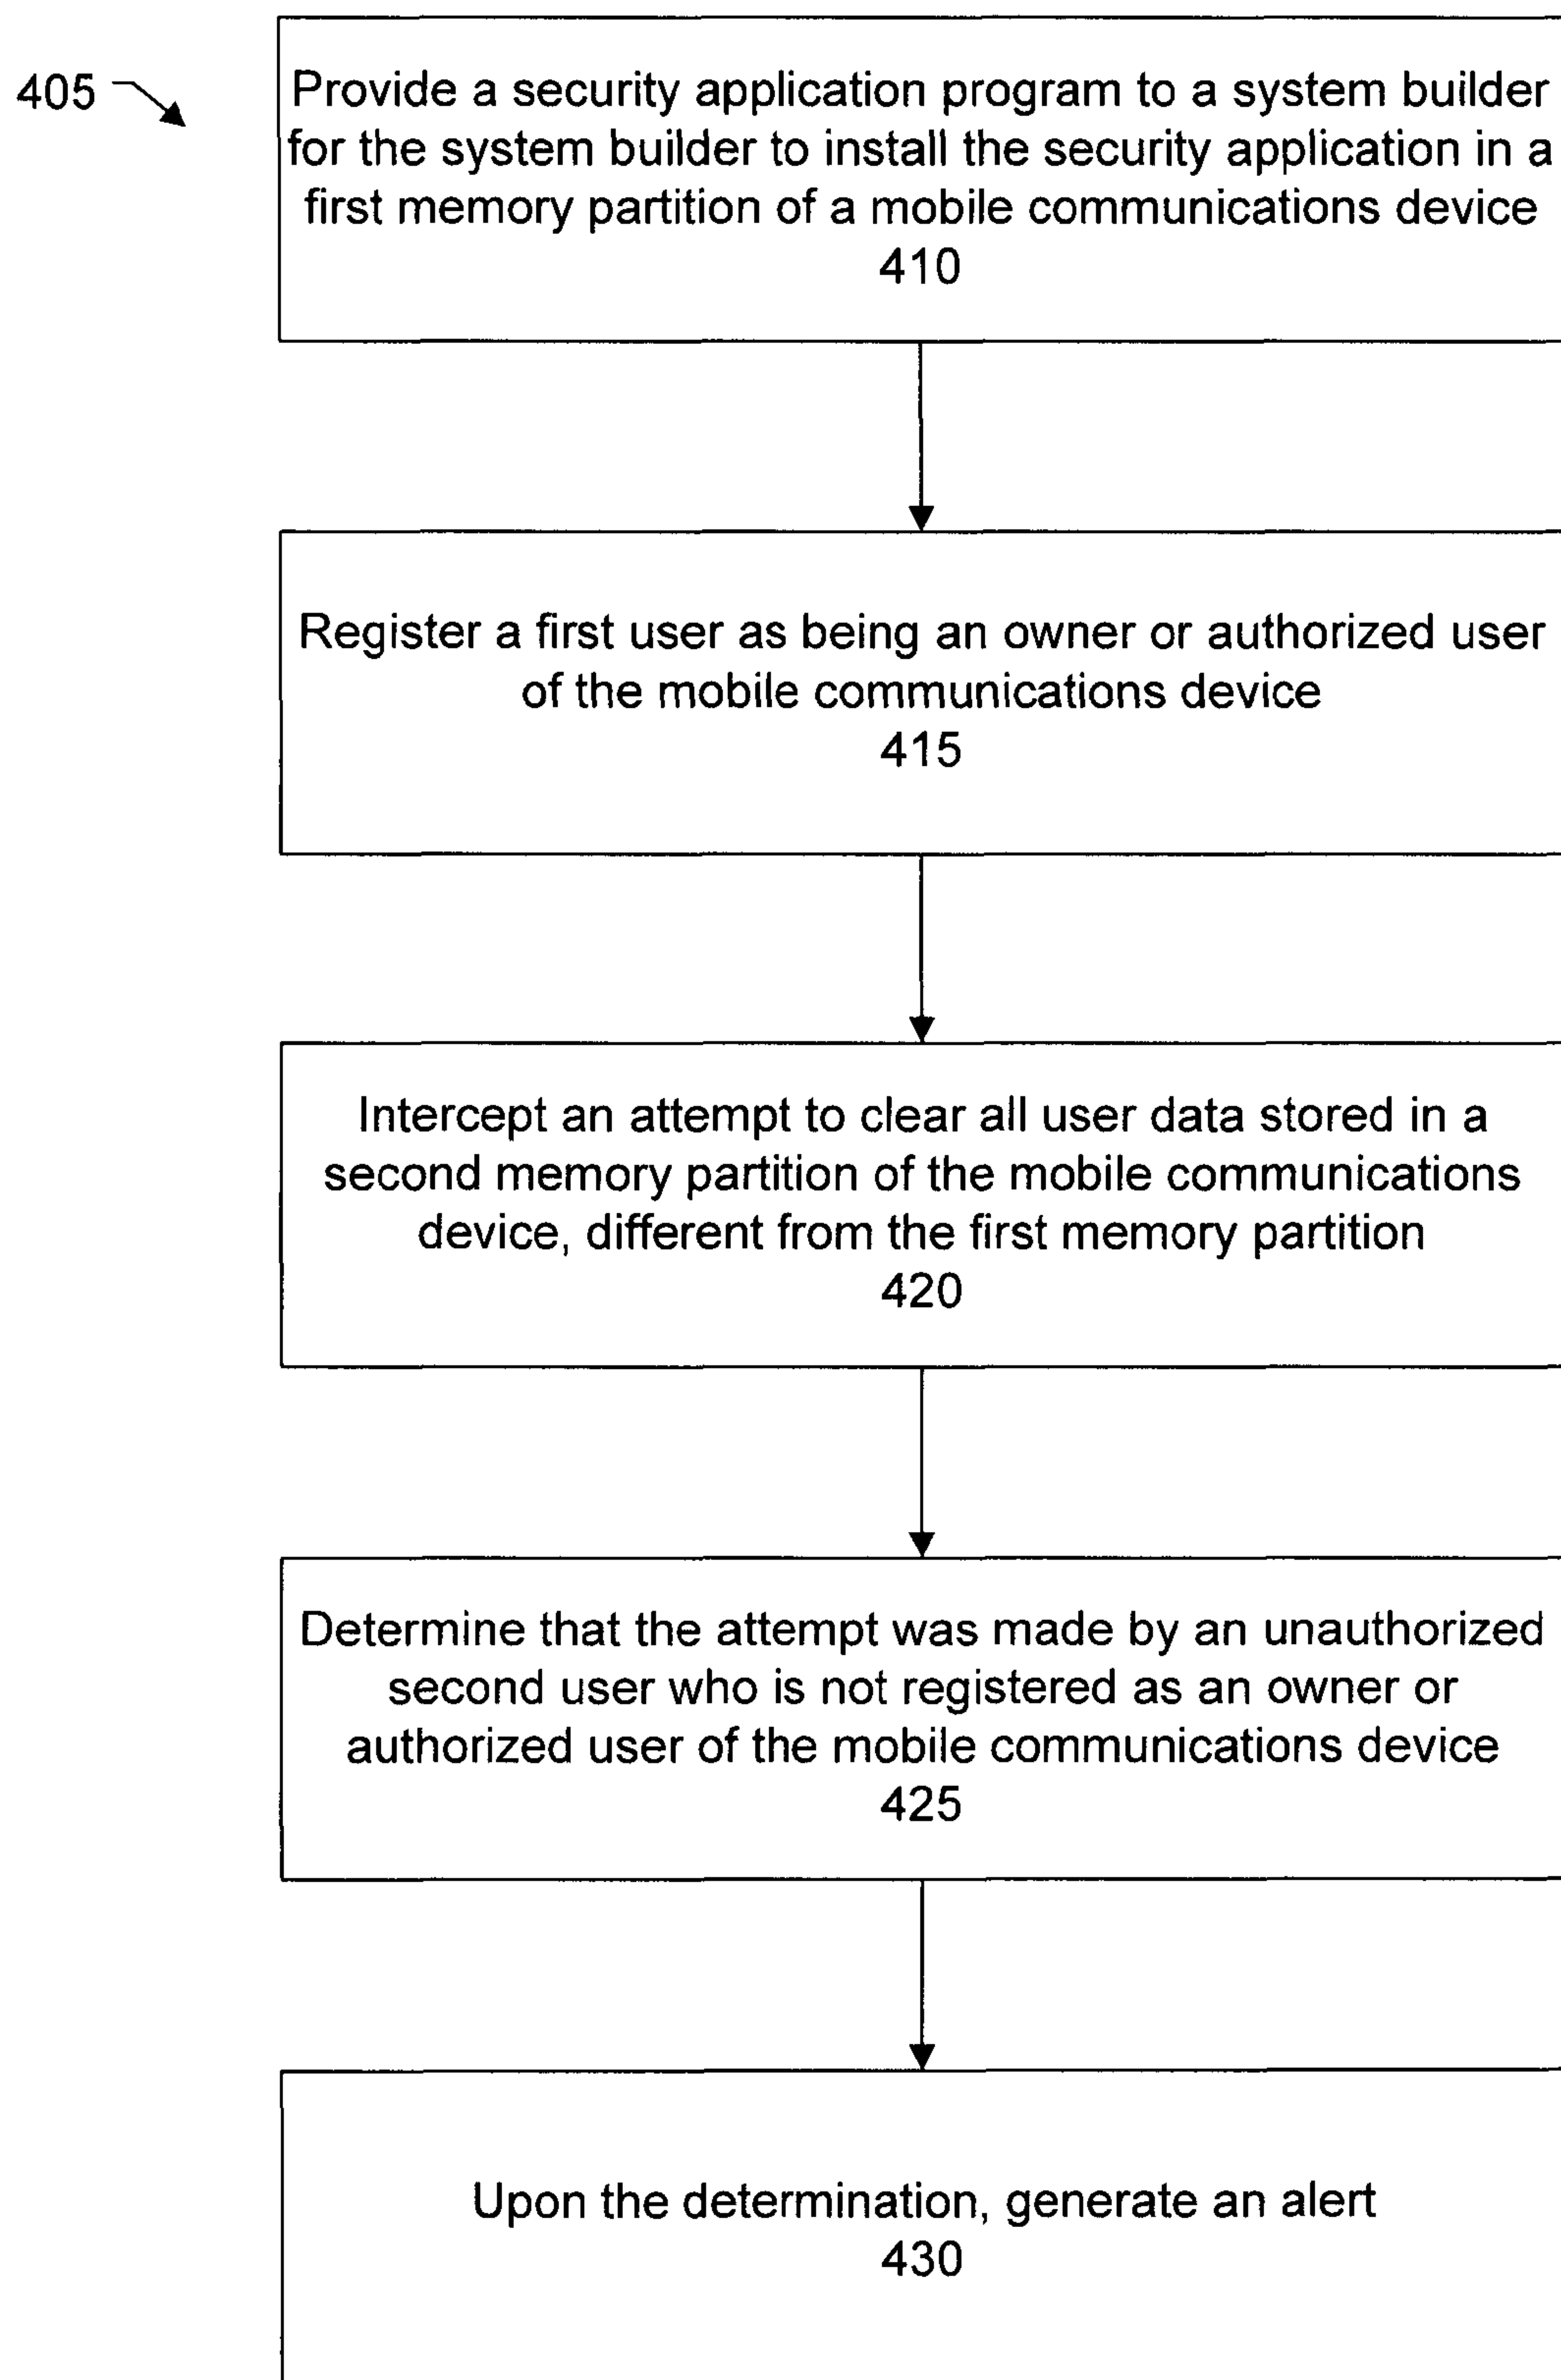 405
Provide a security application program to a system builder
for the system builder to install the security application in a
first memory partition of a mobile communications device
410
Register a first user as being an owner or authorized user
of the mobile communications device
415
Intercept an attempt to clear all user data stored in a
second memory partition of the mobile communications
device, different from the first memory partition
420
Determine that the attempt was made by an unauthorized
second user who is not registered as an owner or
authorized user of the mobile communications device
425
Upon the determination, generate an alert
430